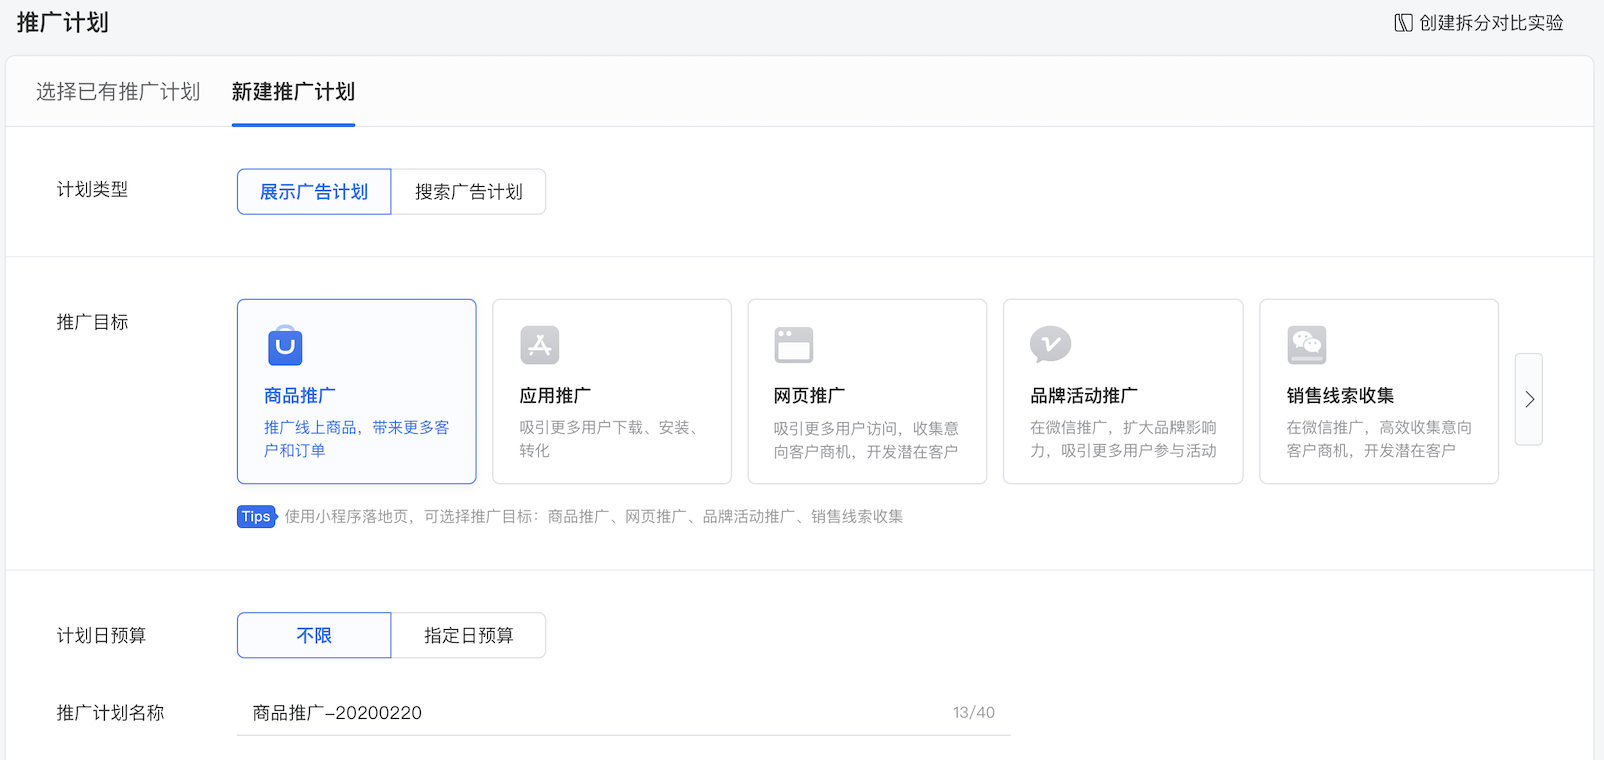 推广计划
创建拆分对比实验
选择已有推广计划
新建推广计划
计划类型
展示广告计划
搜索广告计划
推广目标
商品推广
推广线上商品，带来更多客
户和订单
应用推广
吸引更多用户下载、安装、
转化
网页推广
吸引更多用户访问，收集意
向客户商机，开发潜在客户
品牌活动推广
在微信推广，扩大品牌影响
力，吸引更多用户参与活动
销售线索收集
在微信推广，高效收集意向
客户商机，开发潜在客户
Tips 使用小程序落地页，可选择推广目标：商品推广、网页推广、品牌活动推广、销售线索收集
计划日预算
不限
指定日预算
推广计划名称
商品推广-20200220
13/40